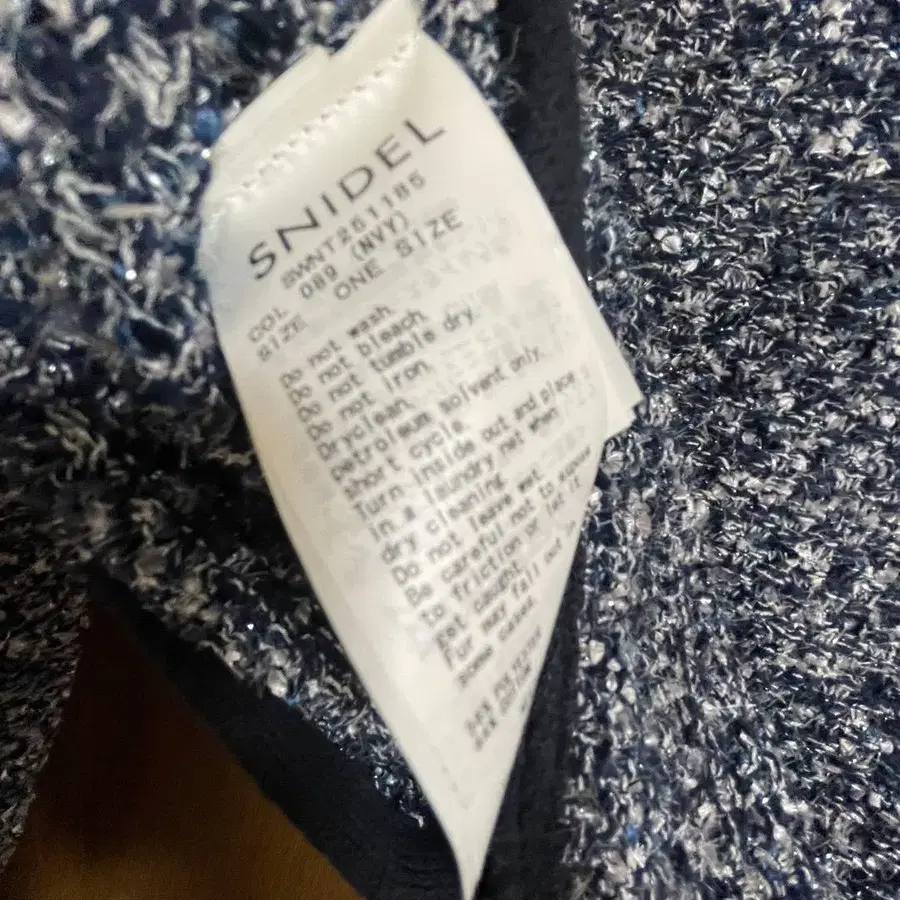 SNIDEL
SWNT261185
COL 089 (NVY)
SIZE ONE SIZE
Do not wash.
Do not bleach.
Do not tumble dry.
Do not iron.
Dryclean.
petroleum solvent only.
short cycle.
Turn inside out and place
in a laundry net when
dry cleaning
Do not leave wet.
Be careful not to expose
to friction or let it
get caught.
Fur may fall out in
some cases